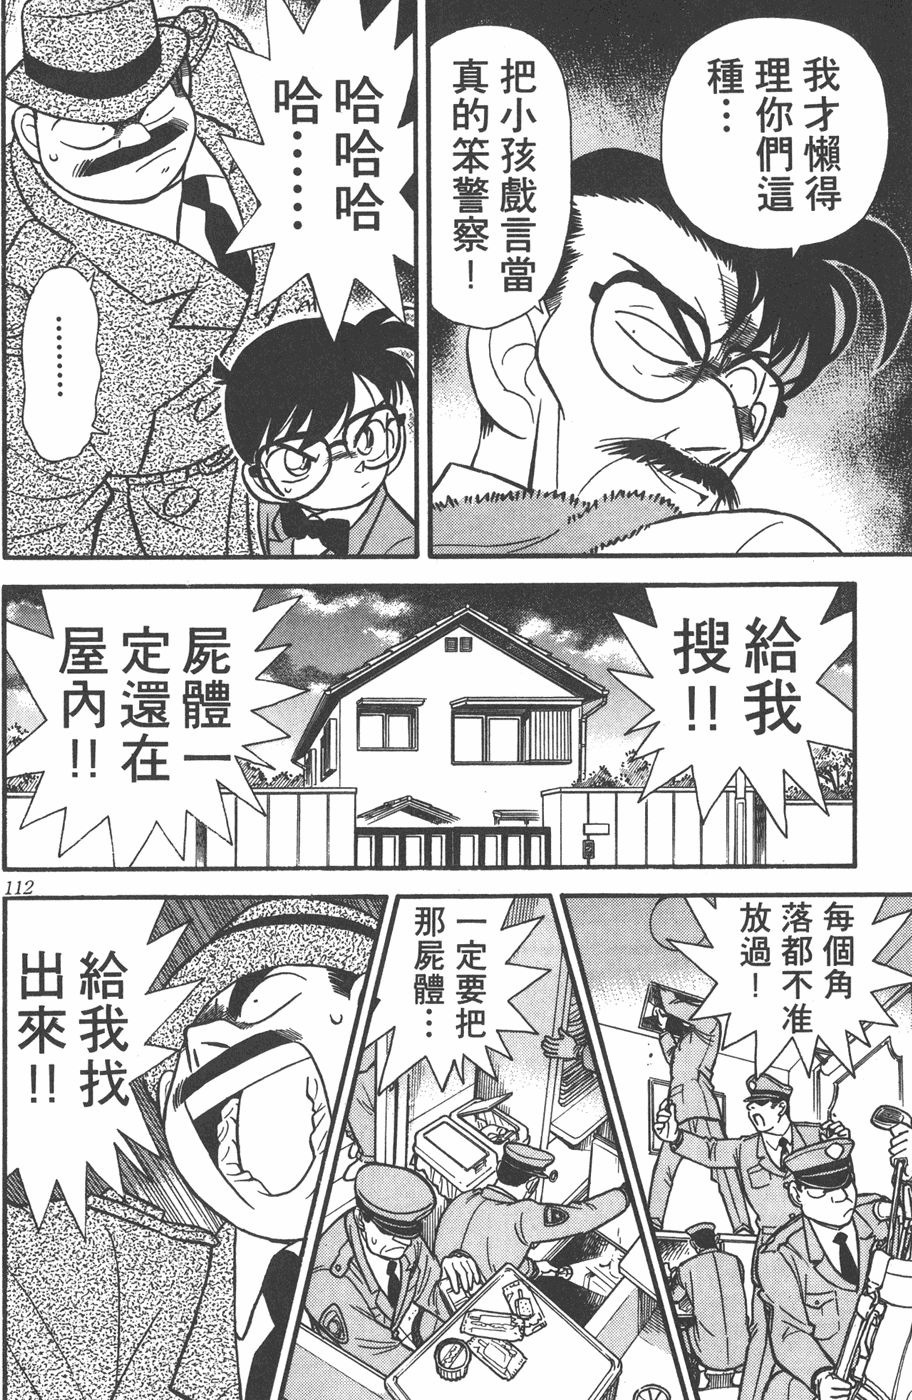 我才懶得
理你們這
種…
把小孩戲言當
真的笨警察！
哈哈哈
哈……
………
給我
搜!!
屍體一
定還在
屋內!!
112
每個角
落都不准
放過！
一定要把
那屍體…
給我找
出來!!